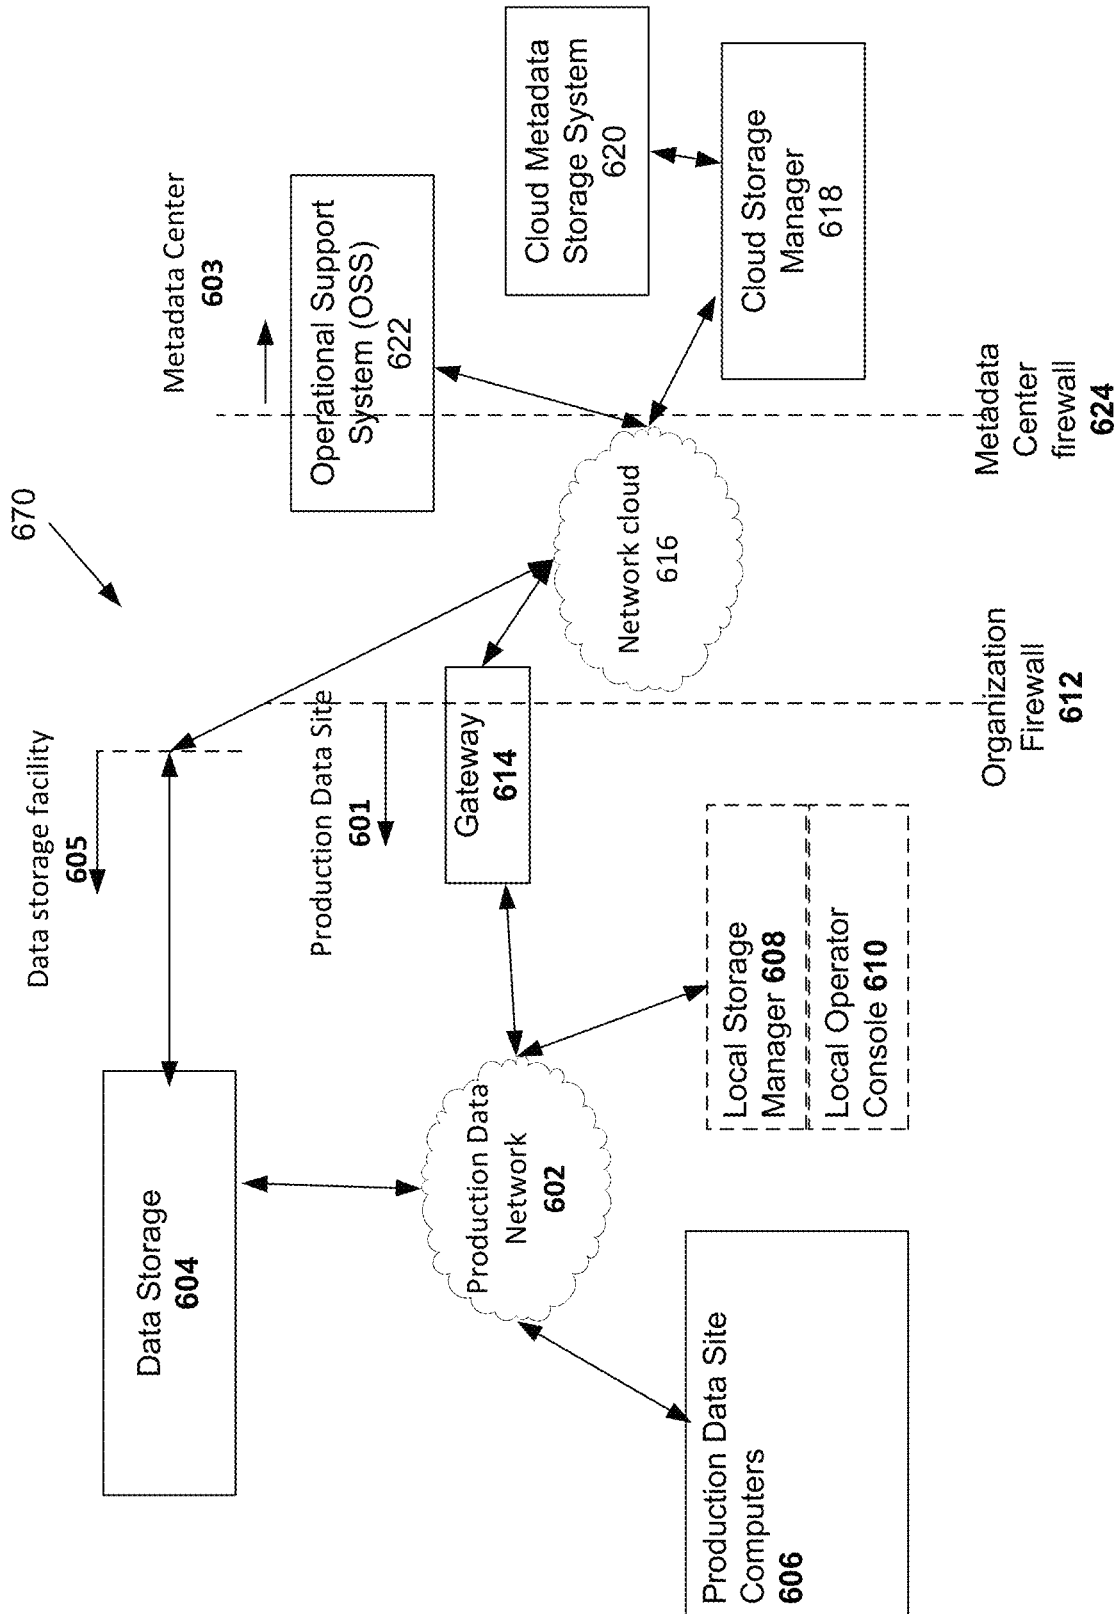 670
Data storage facility
605
Metadata Center
603
Production Data Site
601
Data Storage
604
Operational Support
System (OSS)
622
Production Data
Network
602
Gateway
614
Network cloud
616
Cloud Metadata
Storage System
620
Production Data Site
Computers
606
Local Storage
Manager 608
Local Operator
Console 610
Cloud Storage
Manager
618
Organization
Firewall
612
Metadata
Center
firewall
624